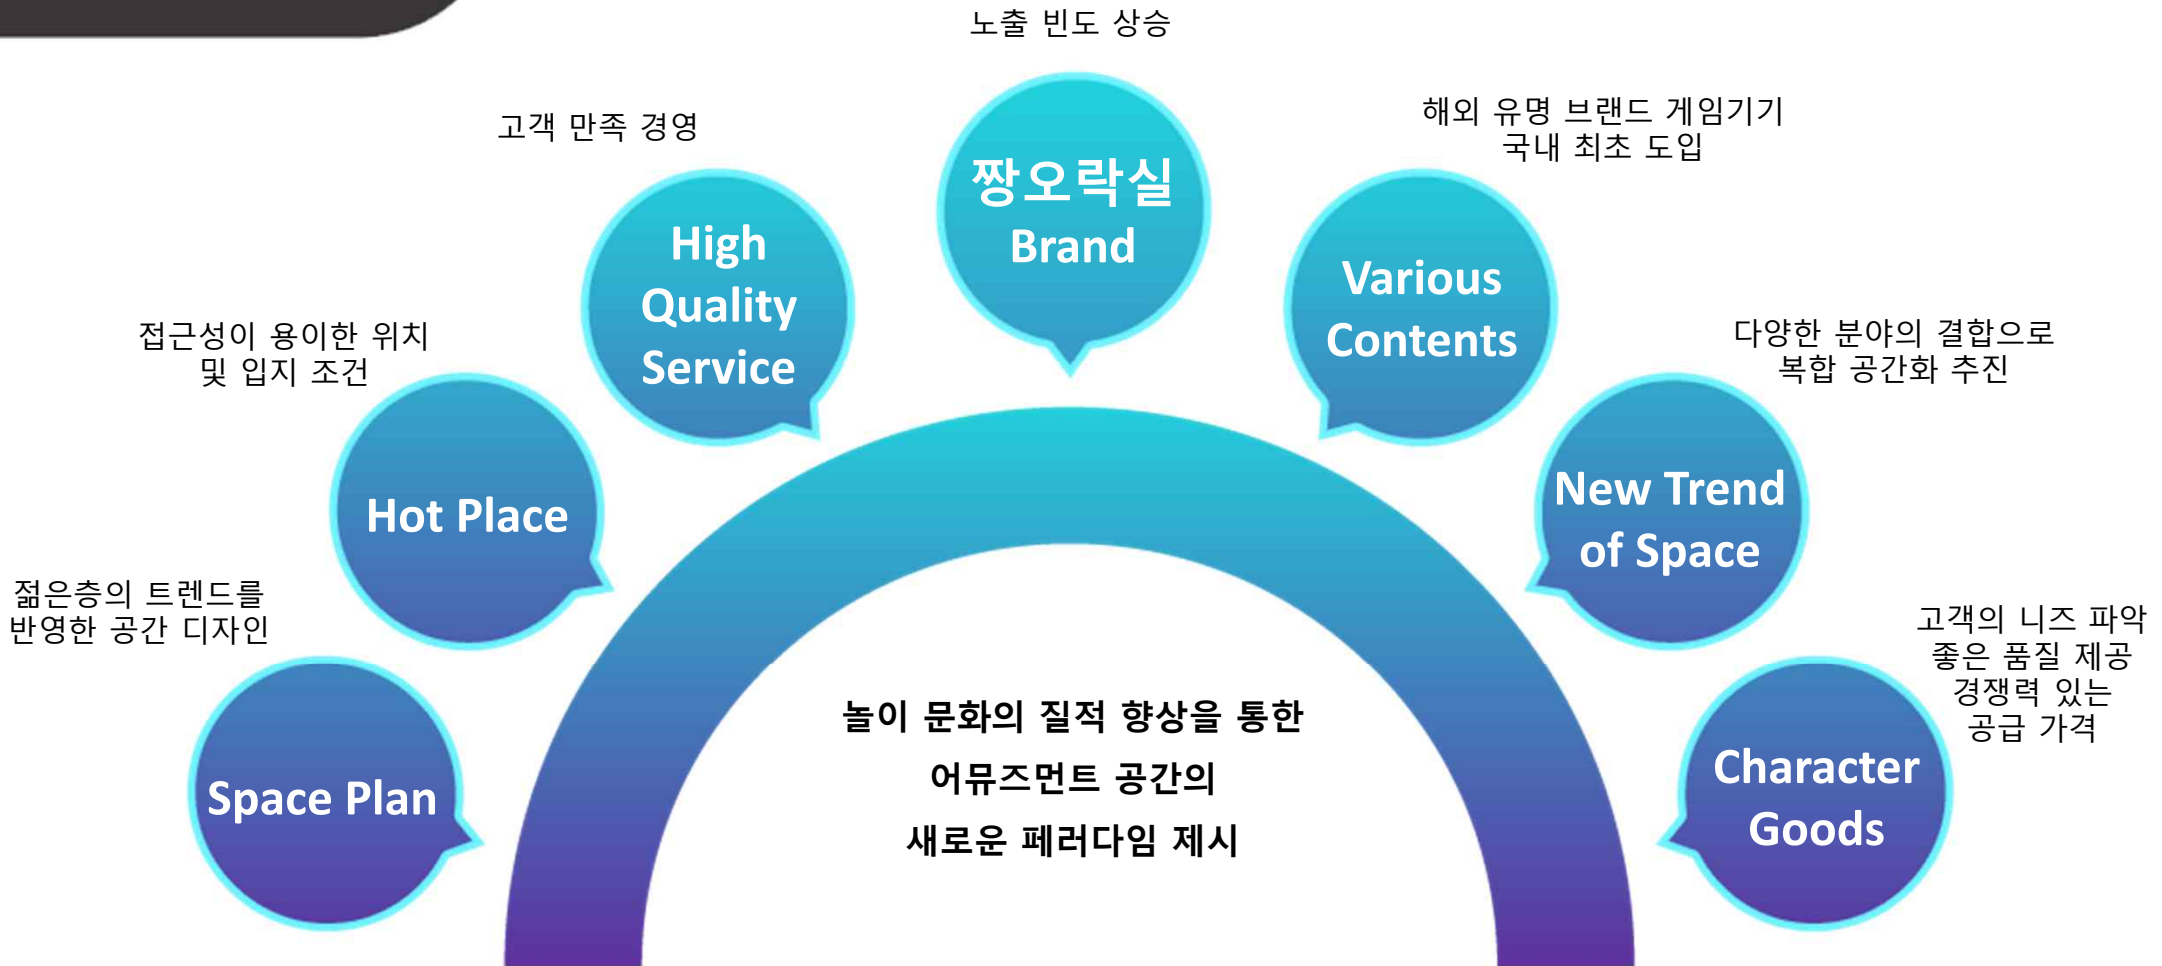 노출 빈도 상승
짱오락실
Brand
고객 만족 경영
High
Quality
Service
해외 유명 브랜드 게임기기
국내 최초 도입
Various
Contents
접근성이 용이한 위치
및 입지 조건
Hot Place
다양한 분야의 결합으로
복합 공간화 추진
New Trend
of Space
젊은층의 트렌드를
반영한 공간 디자인
Space Plan
고객의 니즈 파악
좋은 품질 제공
경쟁력 있는
공급 가격
Character
Goods
놀이 문화의 질적 향상을 통한
어뮤즈먼트 공간의
새로운 페러다임 제시